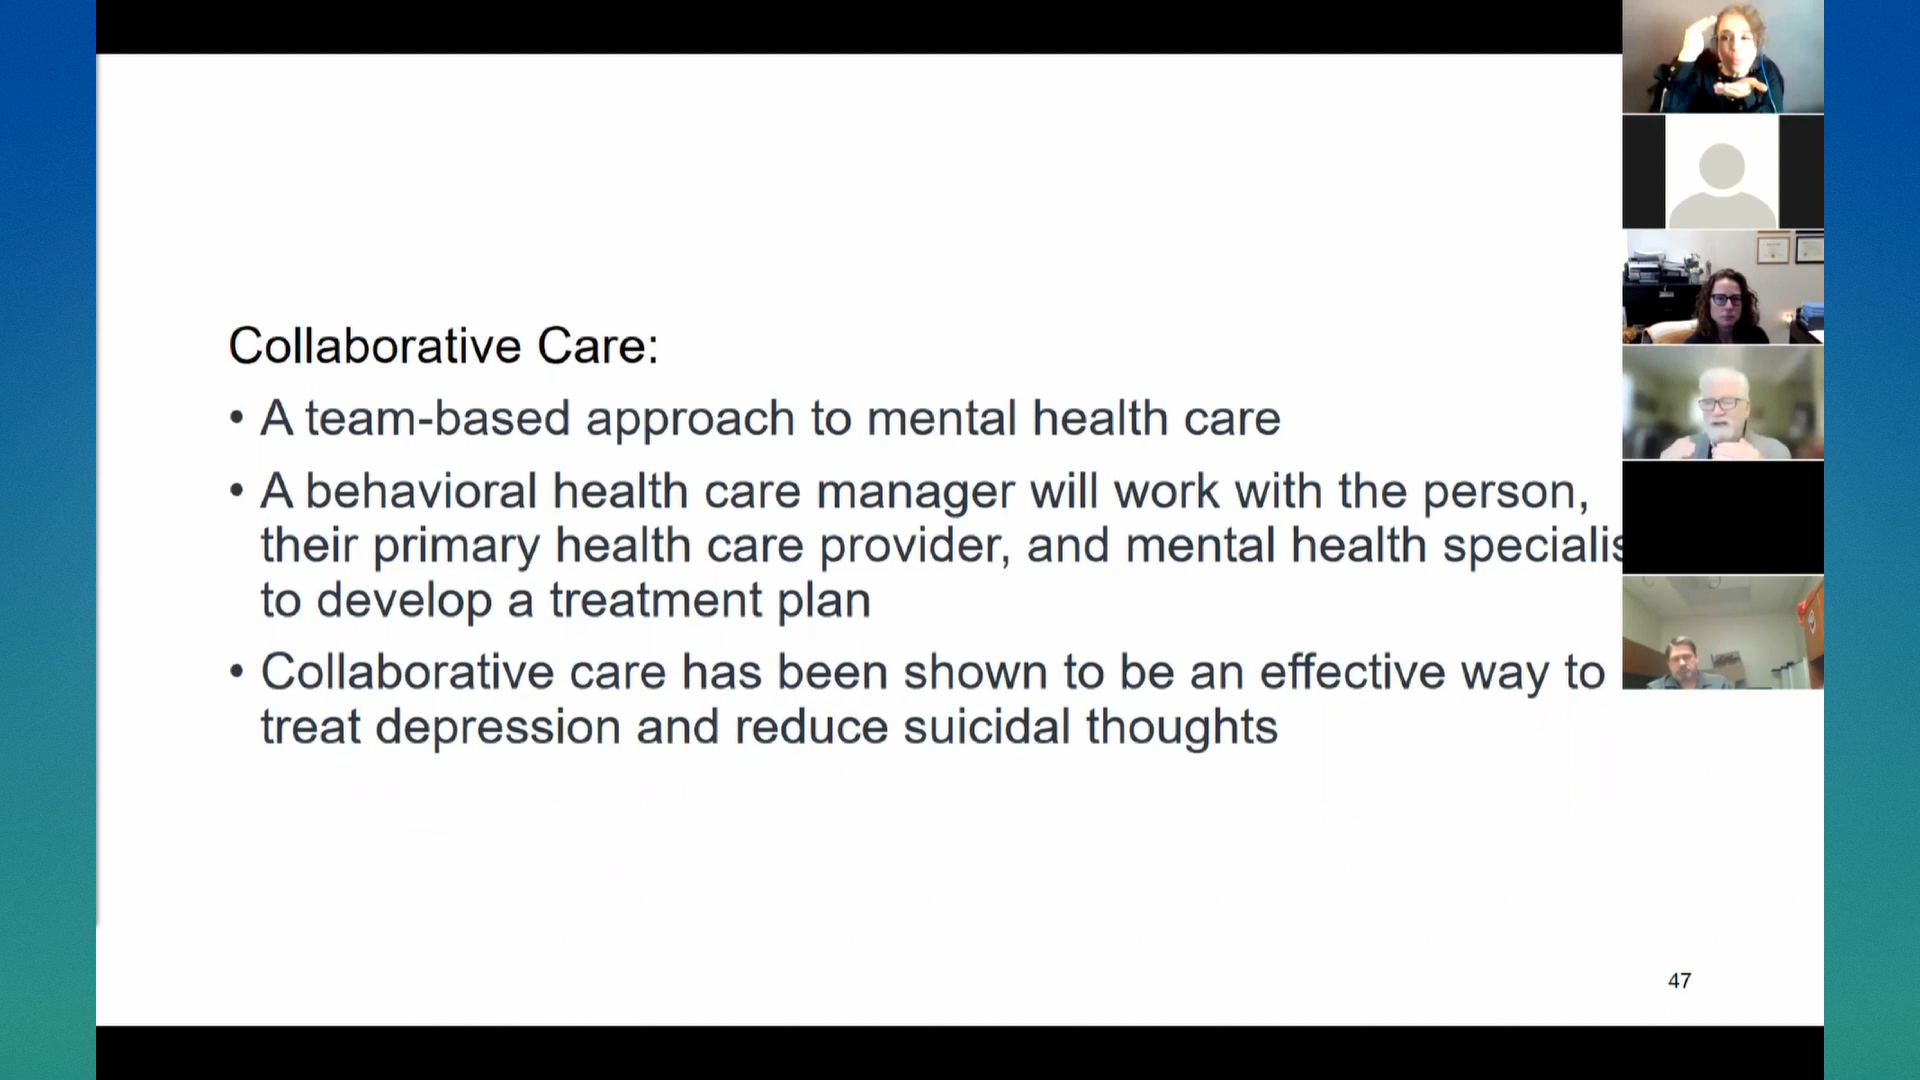 Collaborative Care:
• A team-based approach to mental health care
• A behavioral health care manager will work with the person,
their primary health care provider, and mental health
to develop a treatment plan
• Collaborative care has been shown to be an effective way to
treat depression and reduce suicidal thoughts
47